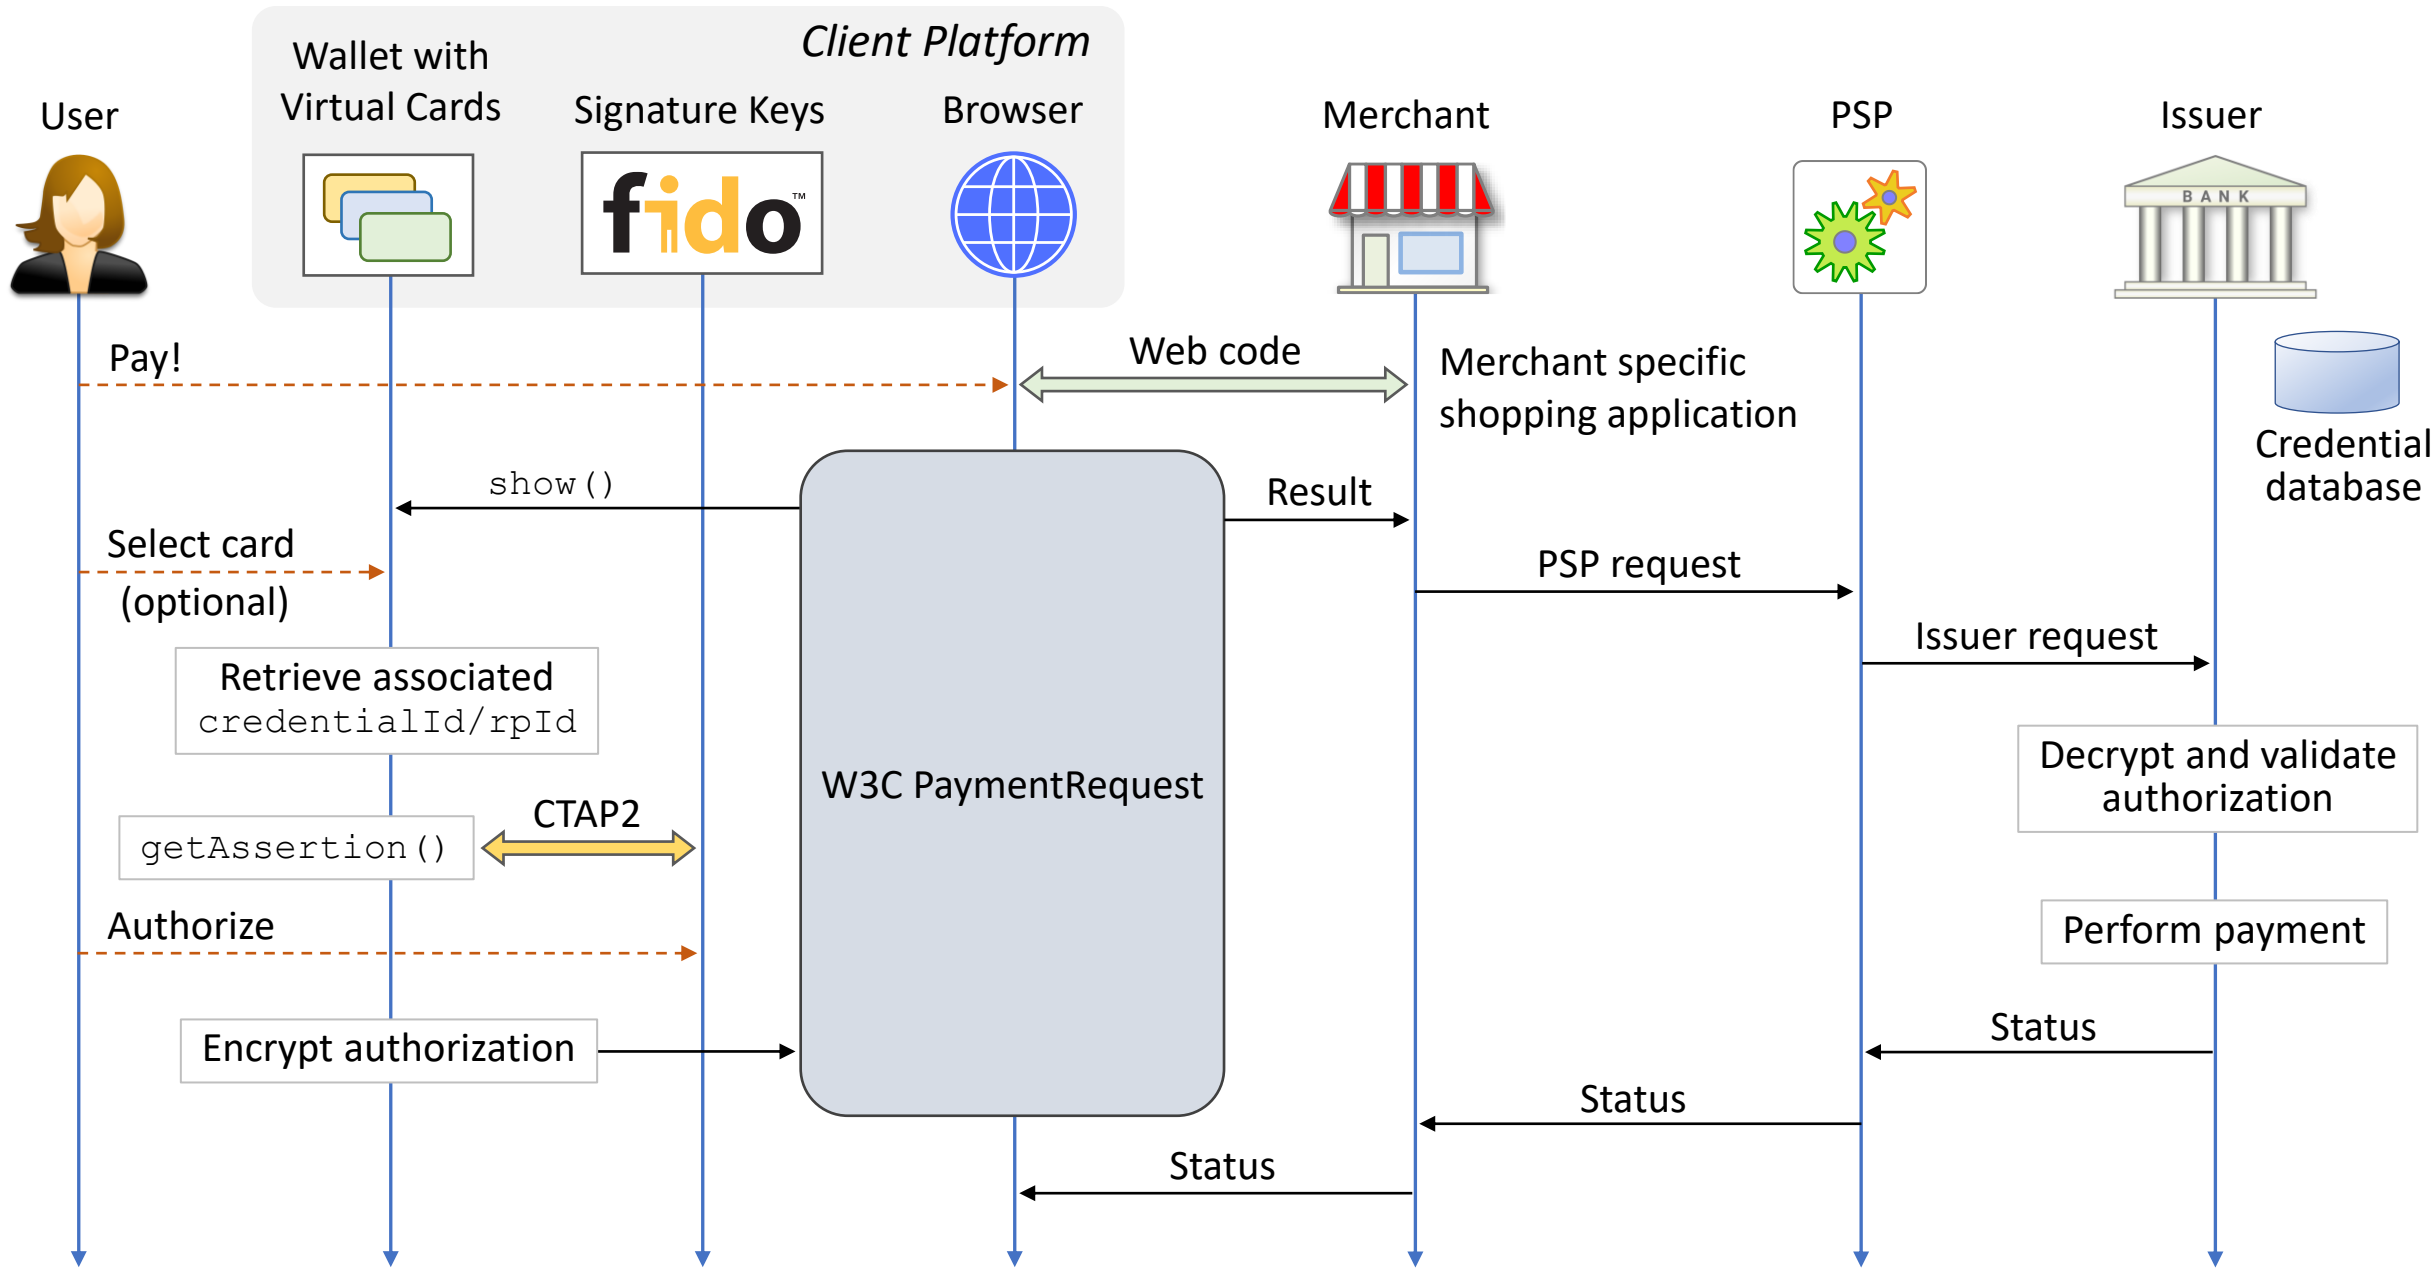 Client Platform
Wallet with
Virtual Cards
User
Signature Keys
Browser
Merchant
PSP
Issuer
fido™
BANK
Pay!
Web code
Merchant specific
shopping application
Credential
database
show()
Result
Select card
(optional)
PSP request
Issuer request
Retrieve associated
credentialId/rpId
W3C PaymentRequest
Decrypt and validate
authorization
CTAP2
getAssertion()
Authorize
Perform payment
Encrypt authorization
Status
Status
Status